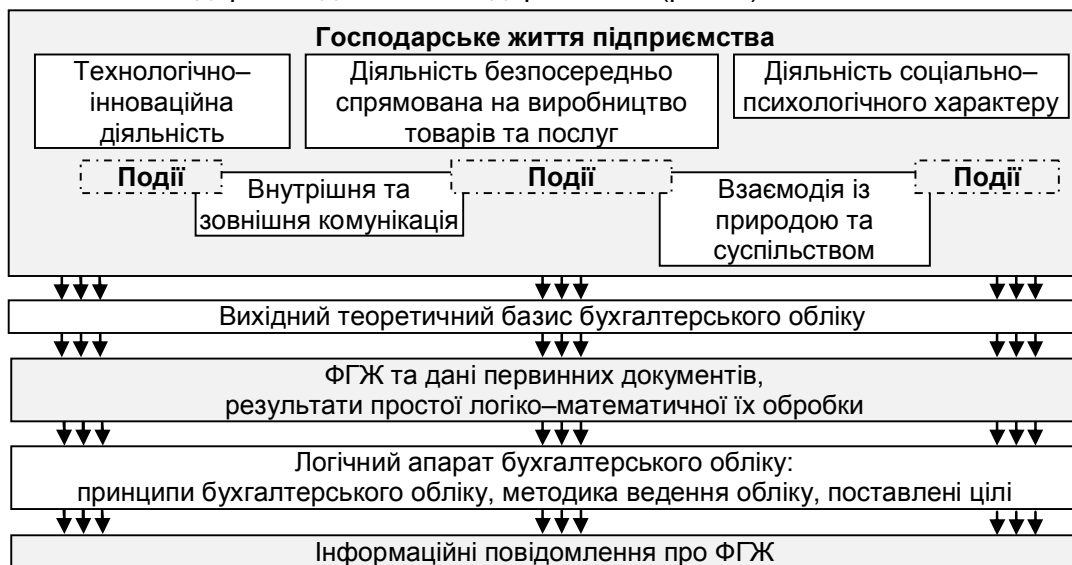 Господарське життя підприємства
Технологічно–
інноваційна
діяльність
Діяльність безпосередньо
спрямована на виробництво
товарів та послуг
Діяльність соціально–
психологічного характеру
Події
Події
Події
Внутрішня та
зовнішня комунікація
Взаємодія із
природою та
суспільством
Вихідний теоретичний базис бухгалтерського обліку
ФГЖ та дані первинних документів,
результати простої логіко–математичної їх обробки
Логічний апарат бухгалтерського обліку:
принципи бухгалтерського обліку, методика ведення обліку, поставлені цілі
Інформаційні повідомлення про ФГЖ